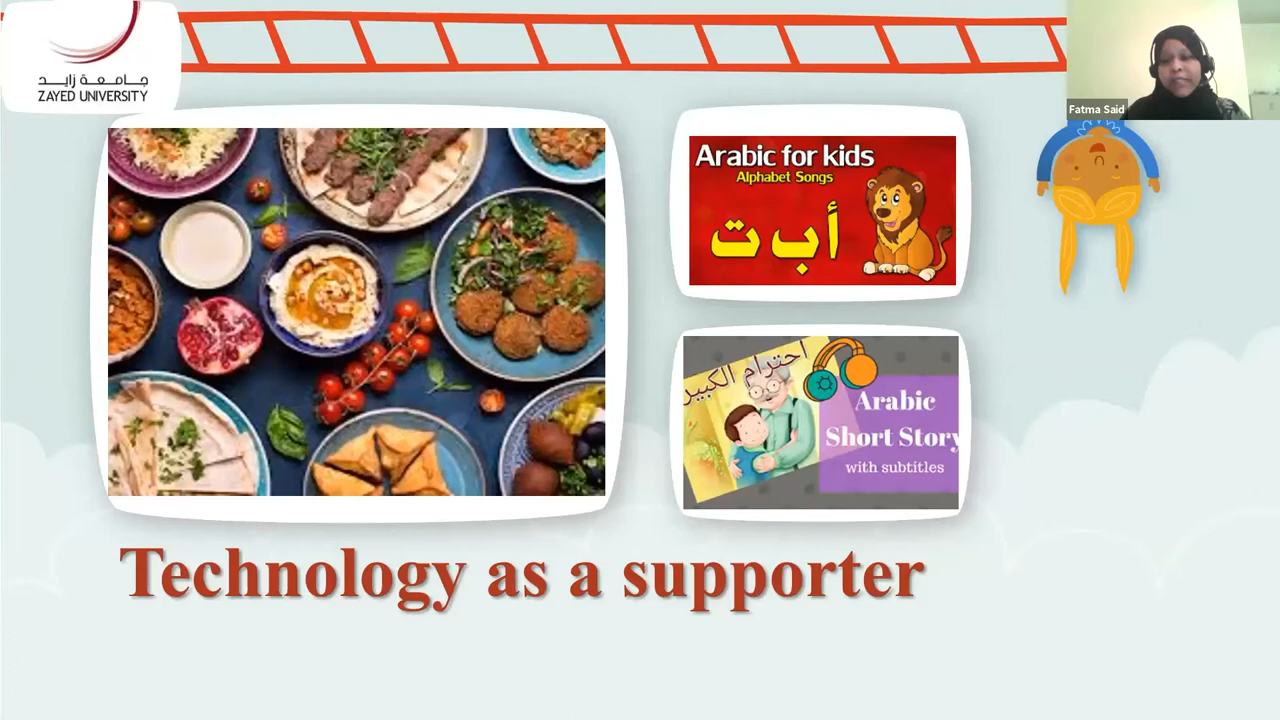 جامعة زايد
ZAYED UNIVERSITY
Fatma Said
Arabic for kids
Alphabet Songs
أ ب ت
احترام الكبير
Arabic
Short Story
with subtitles
Technology as a supporter